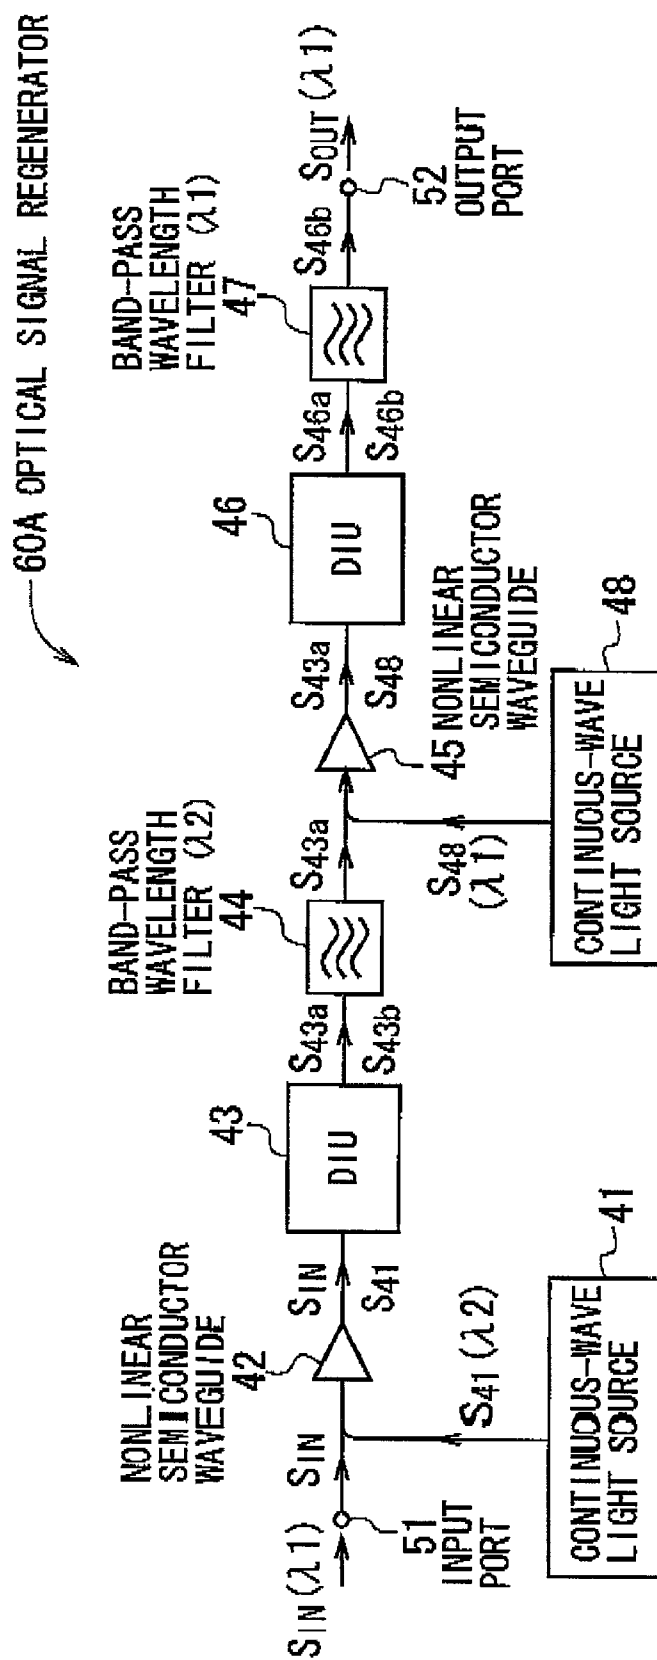 60A OPTICAL SIGNAL REGENERATOR
SIN (λ1)
51
INPUT
PORT
SIN
NONLINEAR
SEMICONDUCTOR
WAVEGUIDE
42
S41 (λ2)
41
CONTINUOUS-WAVE
LIGHT SOURCE
SIN
S41
43
DIU
S43a
S43b
BAND-PASS
WAVELENGTH
FILTER (λ2)
44
S43a
S48
(λ1)
48
CONTINUOUS-WAVE
LIGHT SOURCE
45 NONLINEAR
SEMICONDUCTOR
WAVEGUIDE
S43a
S48
46
DIU
S46a
S46b
BAND-PASS
WAVELENGTH
FILTER (λ1)
47
S46b
52
OUTPUT
PORT
SOUT (λ1)